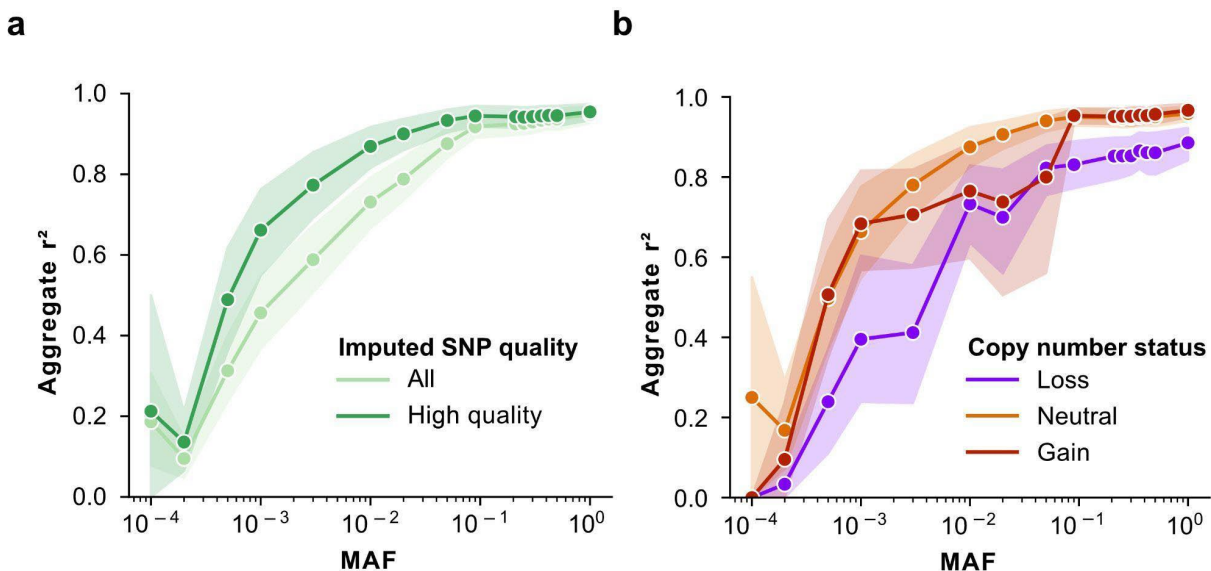 a
1.0
0.8
0.6
0.4
0.2
0.0
Aggregate r²
Imputed SNP quality
All
High quality
10⁻⁴ 10⁻³ 10⁻² 10⁻¹ 10⁰
MAF
b
1.0
0.8
0.6
0.4
0.2
0.0
Aggregate r²
Copy number status
Loss
Neutral
Gain
10⁻⁴ 10⁻³ 10⁻² 10⁻¹ 10⁰
MAF